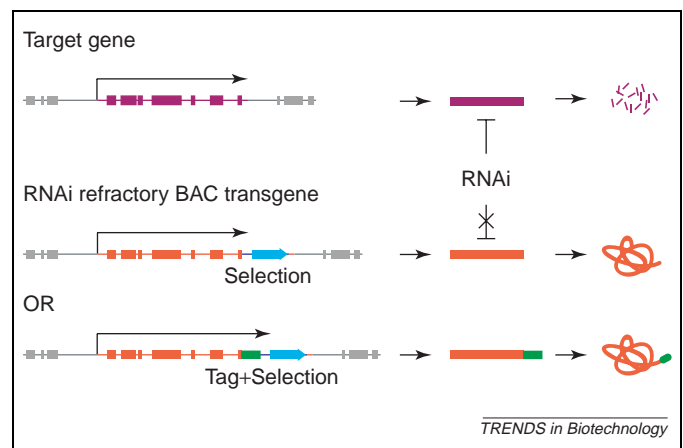 Target gene
RNAi
RNAi refractory BAC transgene
Selection
OR
Tag+Selection
TRENDS in Biotechnology